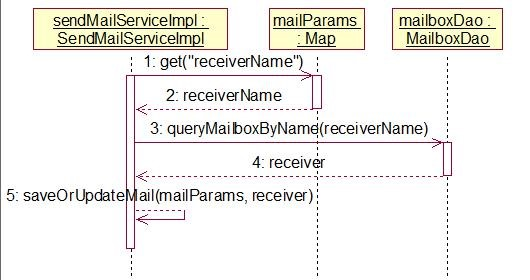 sendMailServiceImpl :
SendMailServiceImpl
mailParams
: Map
mailboxDao :
MailboxDao
1: get("receiverName")
2: receiverName
3: queryMailboxByName(receiverName)
4: receiver
5: saveOrUpdateMail(mailParams, receiver)